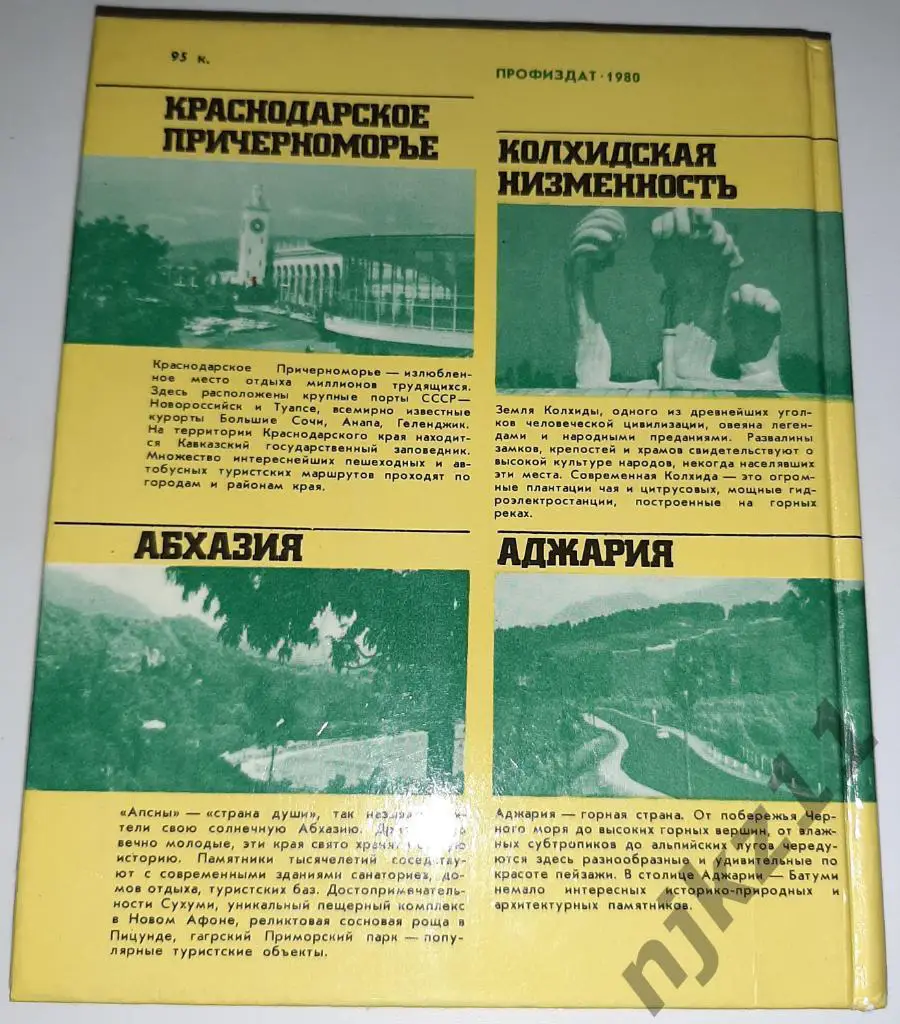 95 к.
ПРОФИЗДАТ · 1980
КРАСНОДАРСКОЕ
ПРИЧЕРНОМОРЬЕ
Краснодарское Причерноморье — излюблен-
ное место отдыха миллионов трудящихся.
Здесь расположены крупные порты СССР—
Новороссийск и Туапсе, всемирно известные
курорты Большие Сочи, Анапа, Геленджик.
На территории Краснодарского края находит-
ся Кавказский государственный заповедник.
Множество интереснейших пешеходных и ав-
тобусных туристских маршрутов проходят по
городам и районам края.
КОЛХИДСКАЯ
НИЗМЕННОСТЬ
Земля Колхиды, одного из древнейших угол-
ков человеческой цивилизации, овеяна леген-
дами и народными преданиями. Развалины
замков, крепостей и храмов свидетельствуют о
высокой культуре народов, некогда населявших
эти места. Современная Колхида — это огром-
ные плантации чая и цитрусовых, мощные гид-
роэлектростанции, построенные на горных
реках.
АБХАЗИЯ
«Апсны» — «страна души», так
тели свою солнечную Абхазию.
вечно молодые, эти края свято
историю. Памятники тысячелетий соседству-
ют с современными зданиями санаториев, до-
мов отдыха, туристских баз. Достопримечатель-
ности Сухуми, уникальный пещерный комплекс
в Новом Афоне, реликтовая сосновая роща в
Пицунде, гагрский Приморский парк — попу-
лярные туристские объекты.
АДЖАРИЯ
Аджария — горная страна. От побережья Чер-
ного моря до высоких горных вершин, от влаж-
ных субтропиков до альпийских лугов череду-
ются здесь разнообразные и удивительные по
красоте пейзажи. В столице Аджарии — Батуми
немало интересных историко-природных и
архитектурных памятников.
njkz11